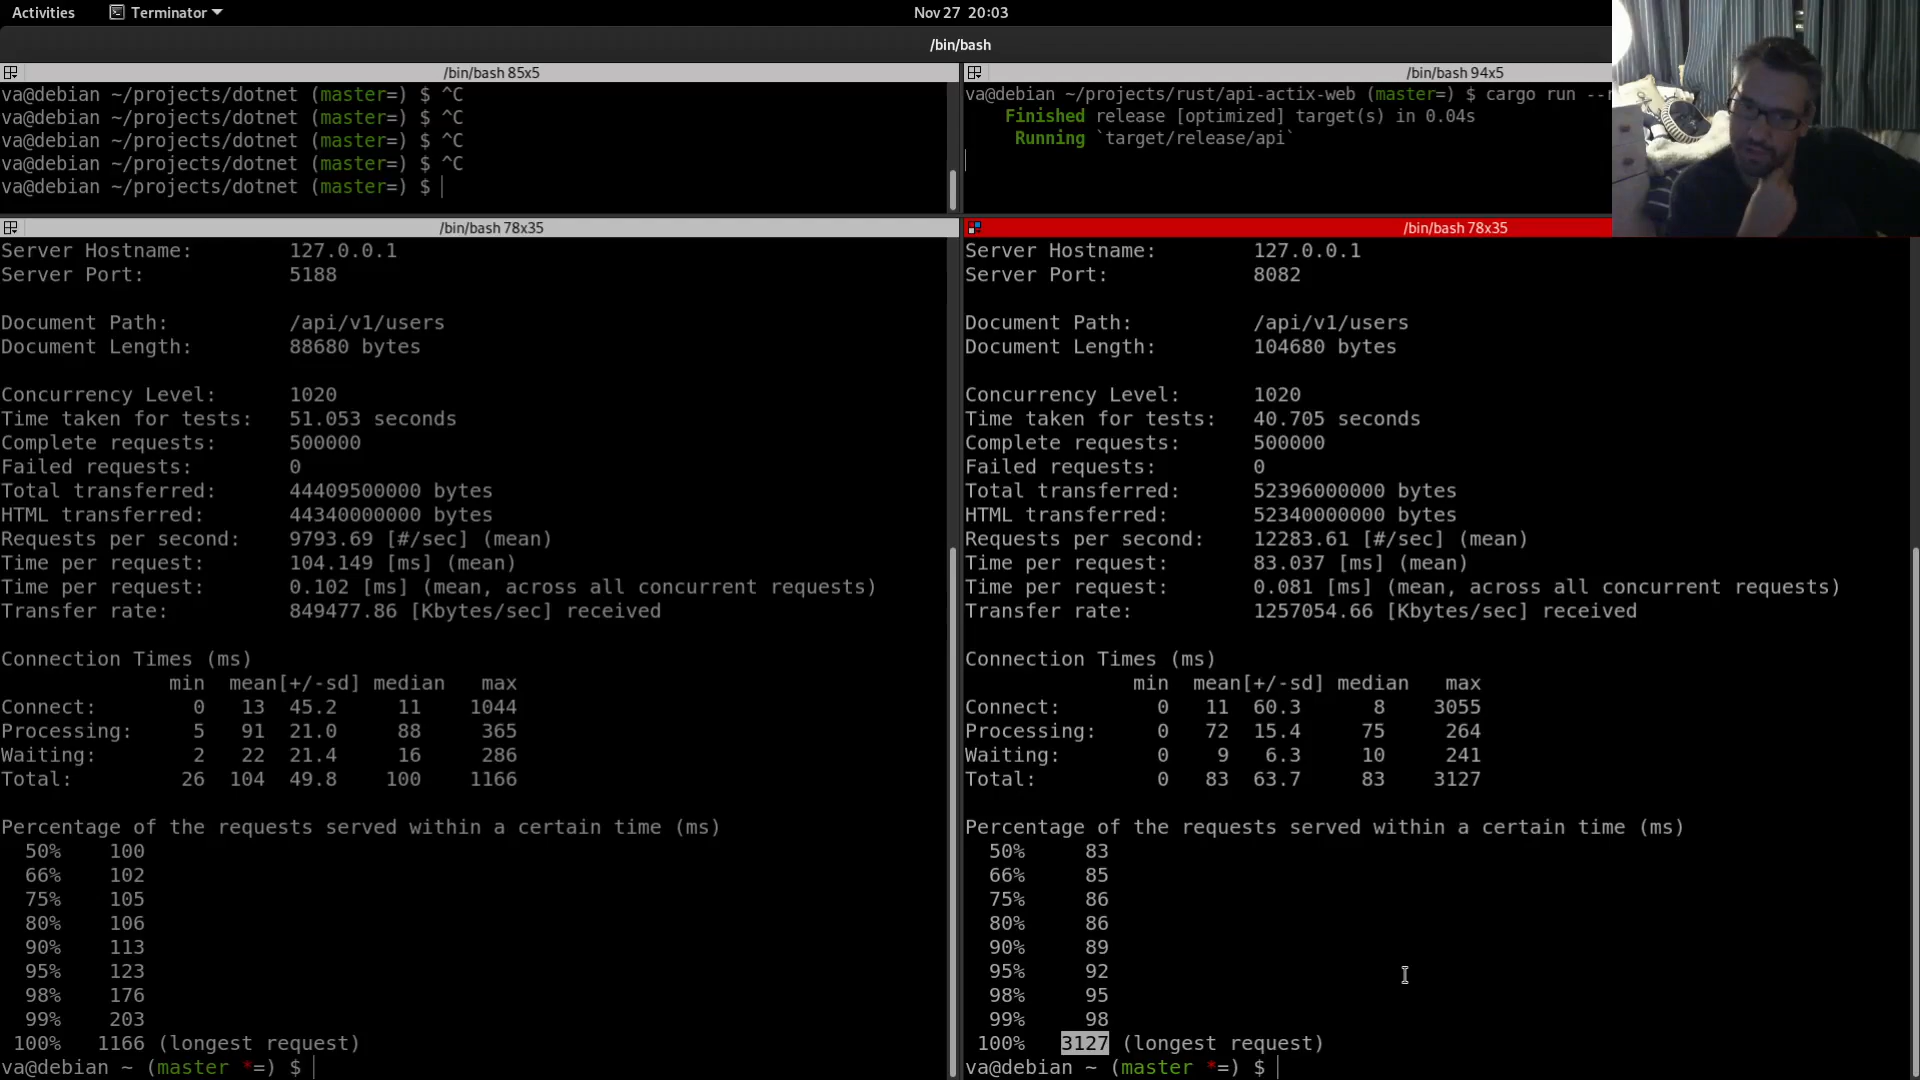 Activities
Terminator
Nov 27 20:03
/bin/bash
/bin/bash 85x5
va@debian ~/projects/dotnet (master=) $ ^C
va@debian ~/projects/dotnet (master=) $ ^C
va@debian ~/projects/dotnet (master=) $ ^C
va@debian ~/projects/dotnet (master=) $ ^C
va@debian ~/projects/dotnet (master=) $
/bin/bash 94x5
va@debian ~/projects/rust/api-actix-web (master=) $ cargo run
Finished release [optimized] target(s) in 0.04s
Running `target/release/api`
/bin/bash 78x35
Server Hostname: 127.0.0.1
Server Port: 5188
Document Path: /api/v1/users
Document Length: 88680 bytes
Concurrency Level: 1020
Time taken for tests: 51.053 seconds
Complete requests: 500000
Failed requests: 0
Total transferred: 44409500000 bytes
HTML transferred: 44340000000 bytes
Requests per second: 9793.69 [#/sec] (mean)
Time per request: 104.149 [ms] (mean)
Time per request: 0.102 [ms] (mean, across all concurrent requests)
Transfer rate: 849477.86 [Kbytes/sec] received
Connection Times (ms)
min mean[+/-sd] median max
Connect: 0 13 45.2 11 1044
Processing: 5 91 21.0 88 365
Waiting: 2 22 21.4 16 286
Total: 26 104 49.8 100 1166
Percentage of the requests served within a certain time (ms)
50% 100
66% 102
75% 105
80% 106
90% 113
95% 123
98% 176
99% 203
100% 1166 (longest request)
va@debian ~ (master *=) $
/bin/bash 78x35
Server Hostname: 127.0.0.1
Server Port: 8082
Document Path: /api/v1/users
Document Length: 104680 bytes
Concurrency Level: 1020
Time taken for tests: 40.705 seconds
Complete requests: 500000
Failed requests: 0
Total transferred: 52396000000 bytes
HTML transferred: 52340000000 bytes
Requests per second: 12283.61 [#/sec] (mean)
Time per request: 83.037 [ms] (mean)
Time per request: 0.081 [ms] (mean, across all concurrent requests)
Transfer rate: 1257054.66 [Kbytes/sec] received
Connection Times (ms)
min mean[+/-sd] median max
Connect: 0 11 60.3 8 3055
Processing: 0 72 15.4 75 264
Waiting: 0 9 6.3 10 241
Total: 0 83 63.7 83 3127
Percentage of the requests served within a certain time (ms)
50% 83
66% 85
75% 86
80% 86
90% 89
95% 92
98% 95
99% 98
100% 3127 (longest request)
va@debian ~ (master *=) $